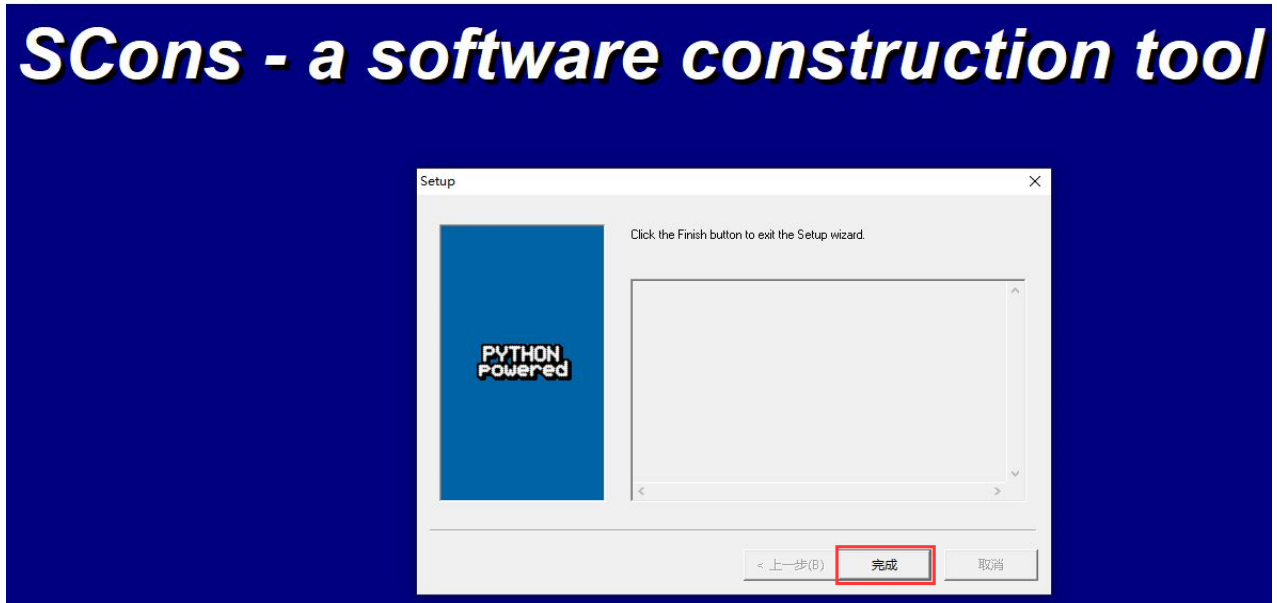 SCons - a software construction tool
Setup
Click the Finish button to exit the Setup wizard.
PYTHON
powered
< 上一步(B)
完成
取消